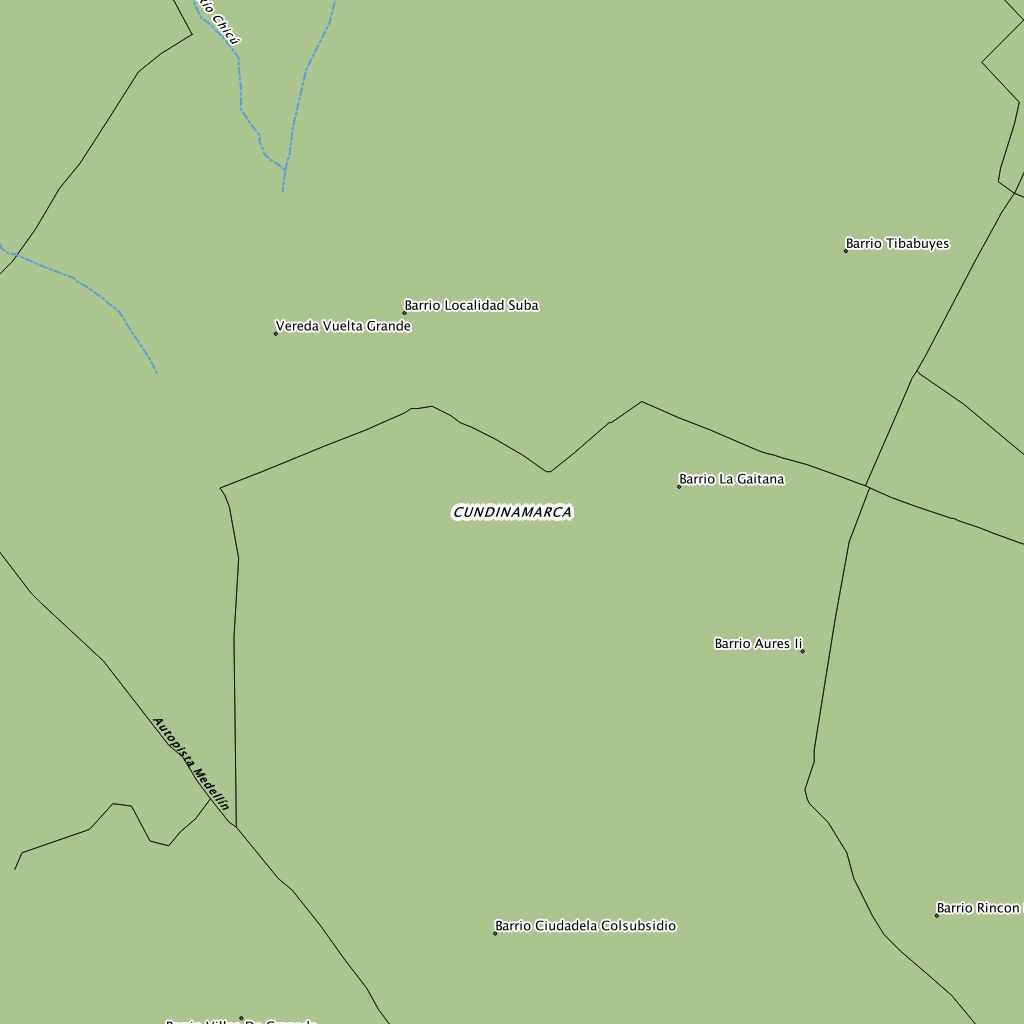 Río Chicú
Barrio Tibabuyes
Barrio Localidad Suba
Vereda Vuelta Grande
Barrio La Gaitana
CUNDINAMARCA
Barrio Aures Ii
Autopista Medellín
Barrio Rincon
Barrio Ciudadela Colsubsidio